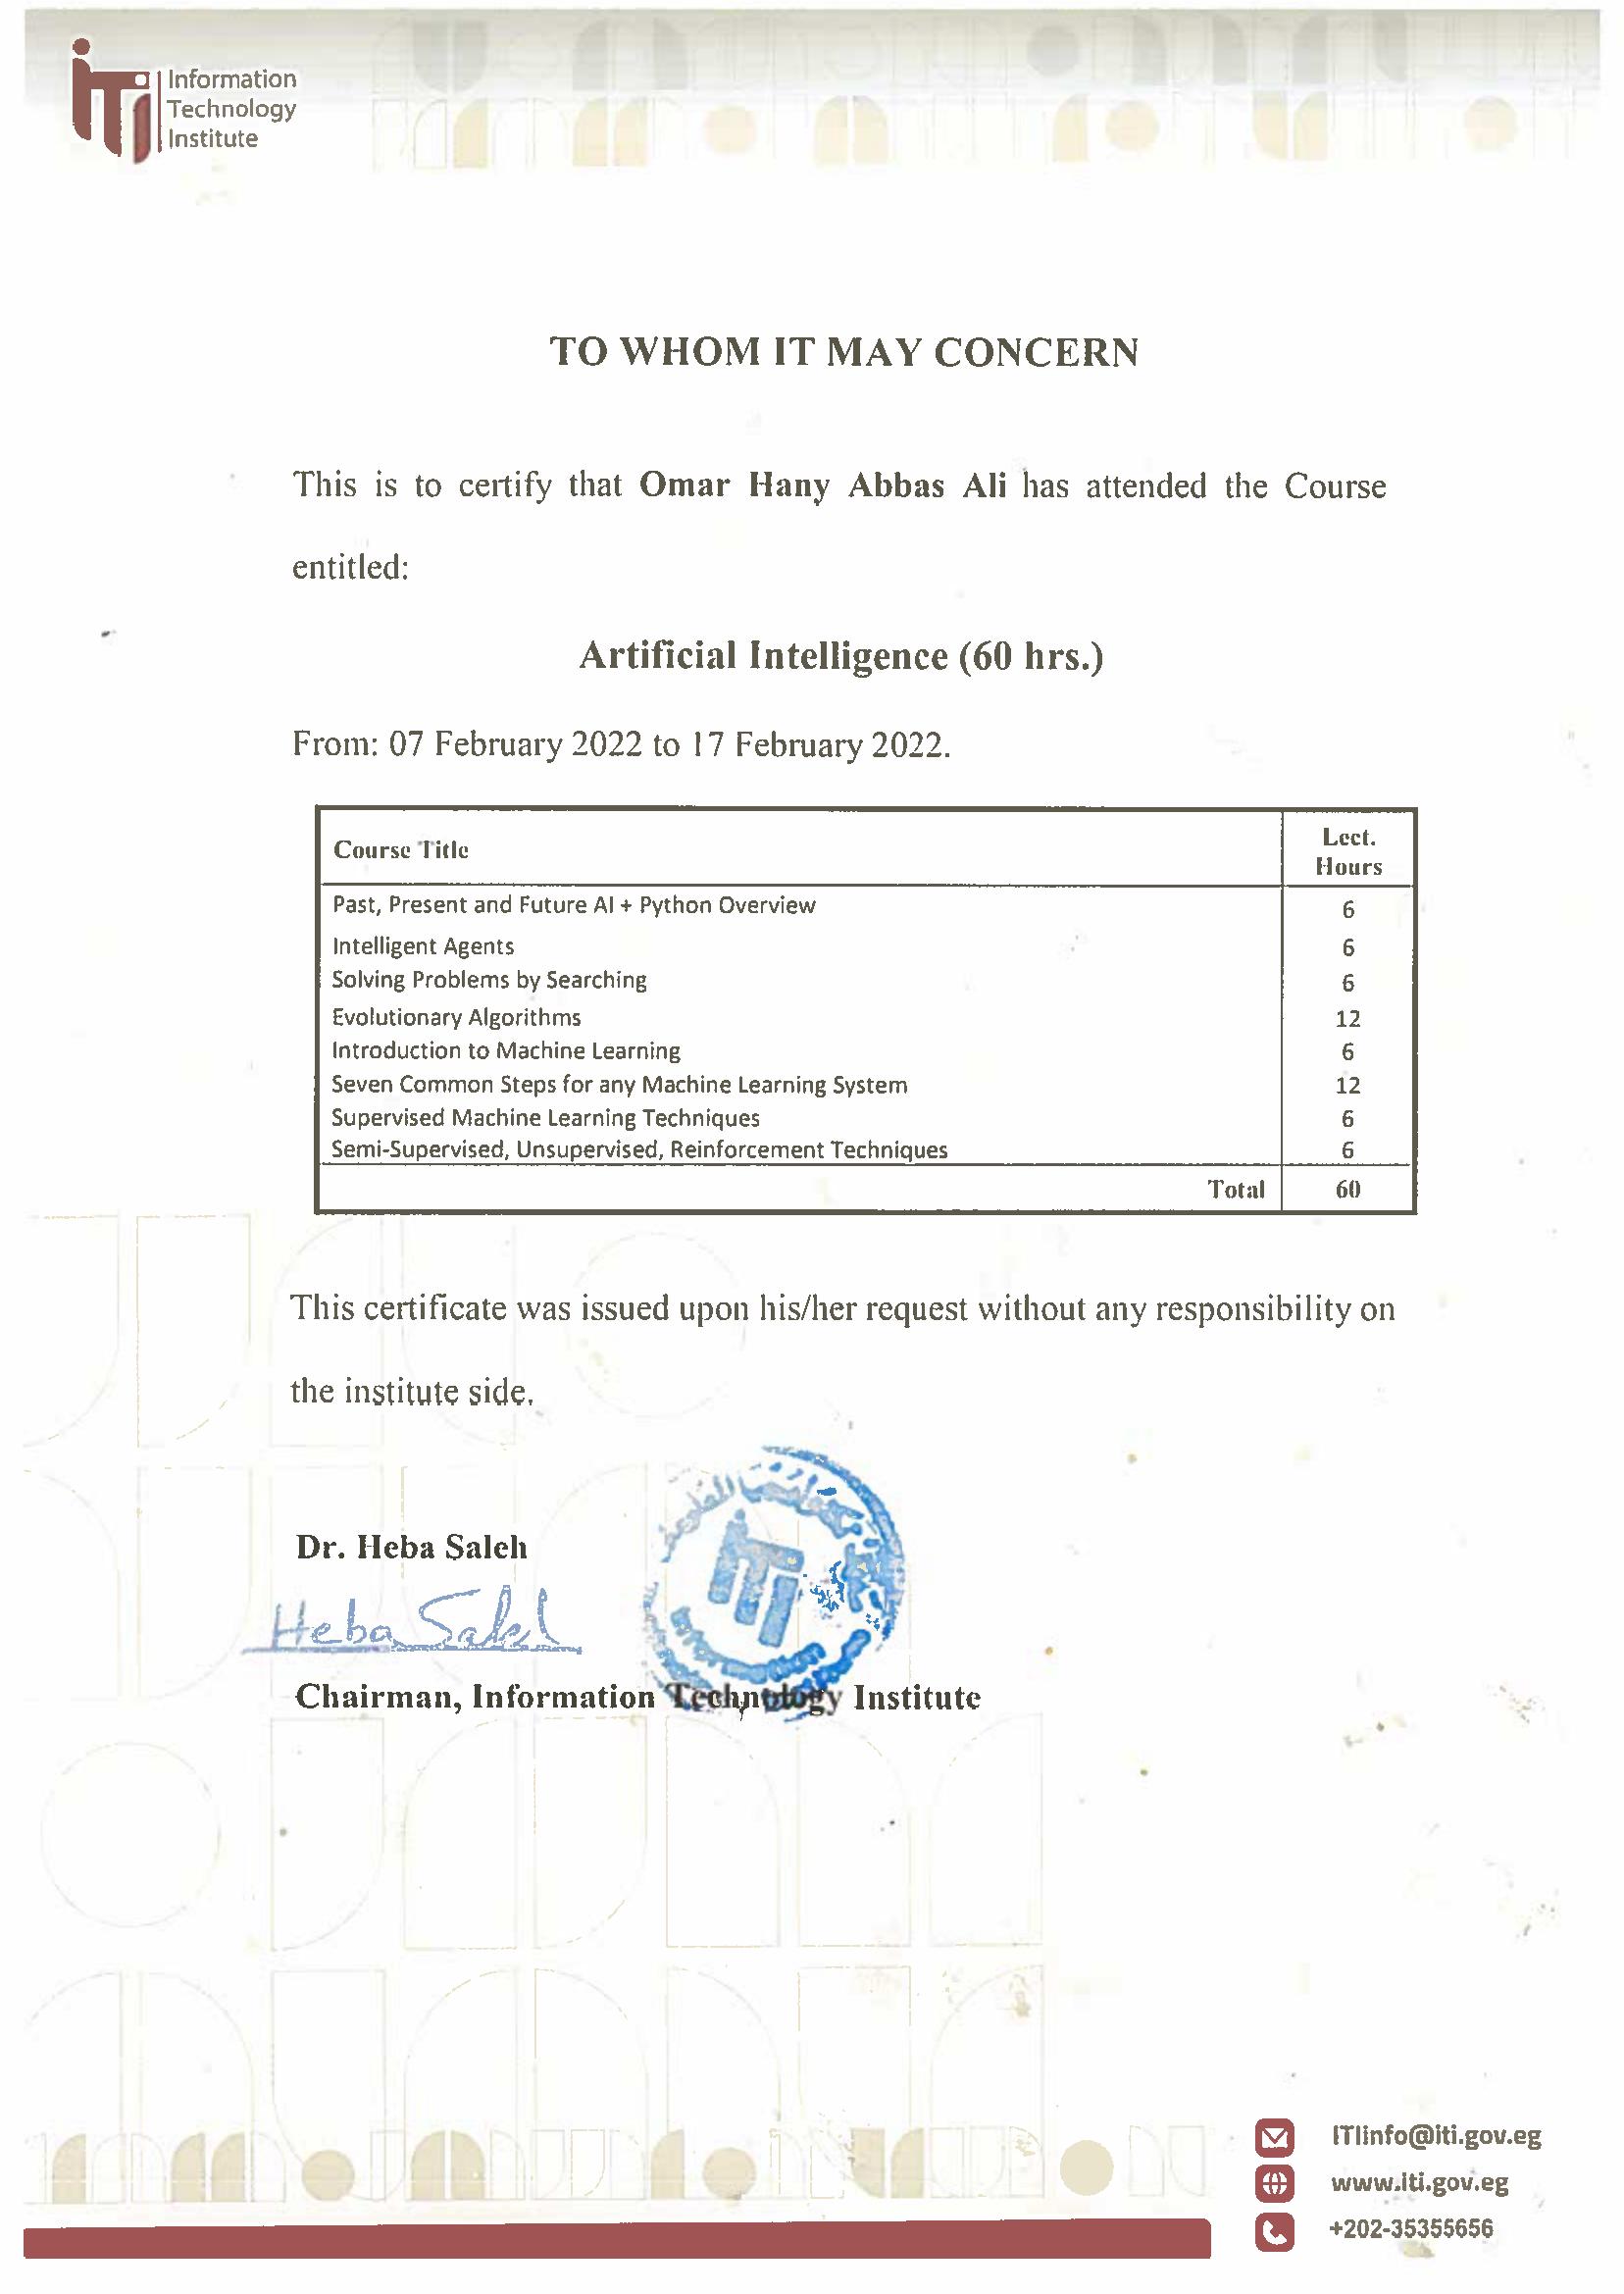 iTi
Information
Technology
Institute
TO WHOM IT MAY CONCERN
This is to certify that Omar Hany Abbas Ali has attended the Course
entitled:
Artificial Intelligence (60 hrs.)
From: 07 February 2022 to 17 February 2022.
Course Title Lect. Hours
Past, Present and Future AI + Python Overview 6
Intelligent Agents 6
Solving Problems by Searching 6
Evolutionary Algorithms 12
Introduction to Machine Learning 6
Seven Common Steps for any Machine Learning System 12
Supervised Machine Learning Techniques 6
Semi-Supervised, Unsupervised, Reinforcement Techniques 6
Total 60
This certificate was issued upon his/her request without any responsibility on
the institute side.
Dr. Heba Saleh
Heba Saleh
iTi
Chairman, Information Technology Institute
ITIinfo@iti.gov.eg
www.iti.gov.eg
+202-35355656